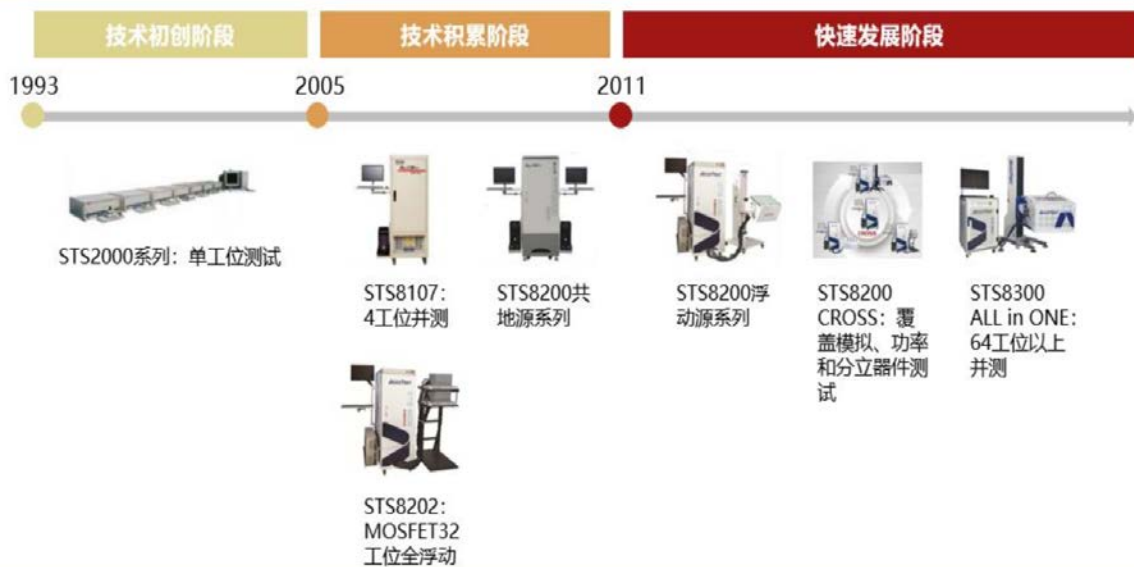 技术初创阶段
技术积累阶段
快速发展阶段
1993
2005
2011
STS2000系列：单工位测试
STS8107：
4工位并测
STS8200共
地源系列
STS8200浮
动源系列
STS8200
CROSS：覆
盖模拟、功率
和分立器件测
试
STS8300
ALL in ONE：
64工位以上
并测
STS8202：
MOSFET32
工位全浮动